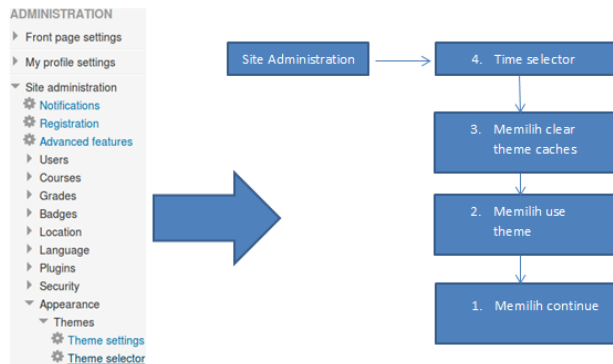 ADMINISTRATION
Front page settings
My profile settings
Site administration
Notifications
Registration
Advanced features
Users
Courses
Grades
Badges
Location
Language
Plugins
Security
Appearance
Themes
Theme settings
Theme selector
Site Administration
4. Time selector
3. Memilih clear
theme caches
2. Memilih use
theme
1. Memilih continue